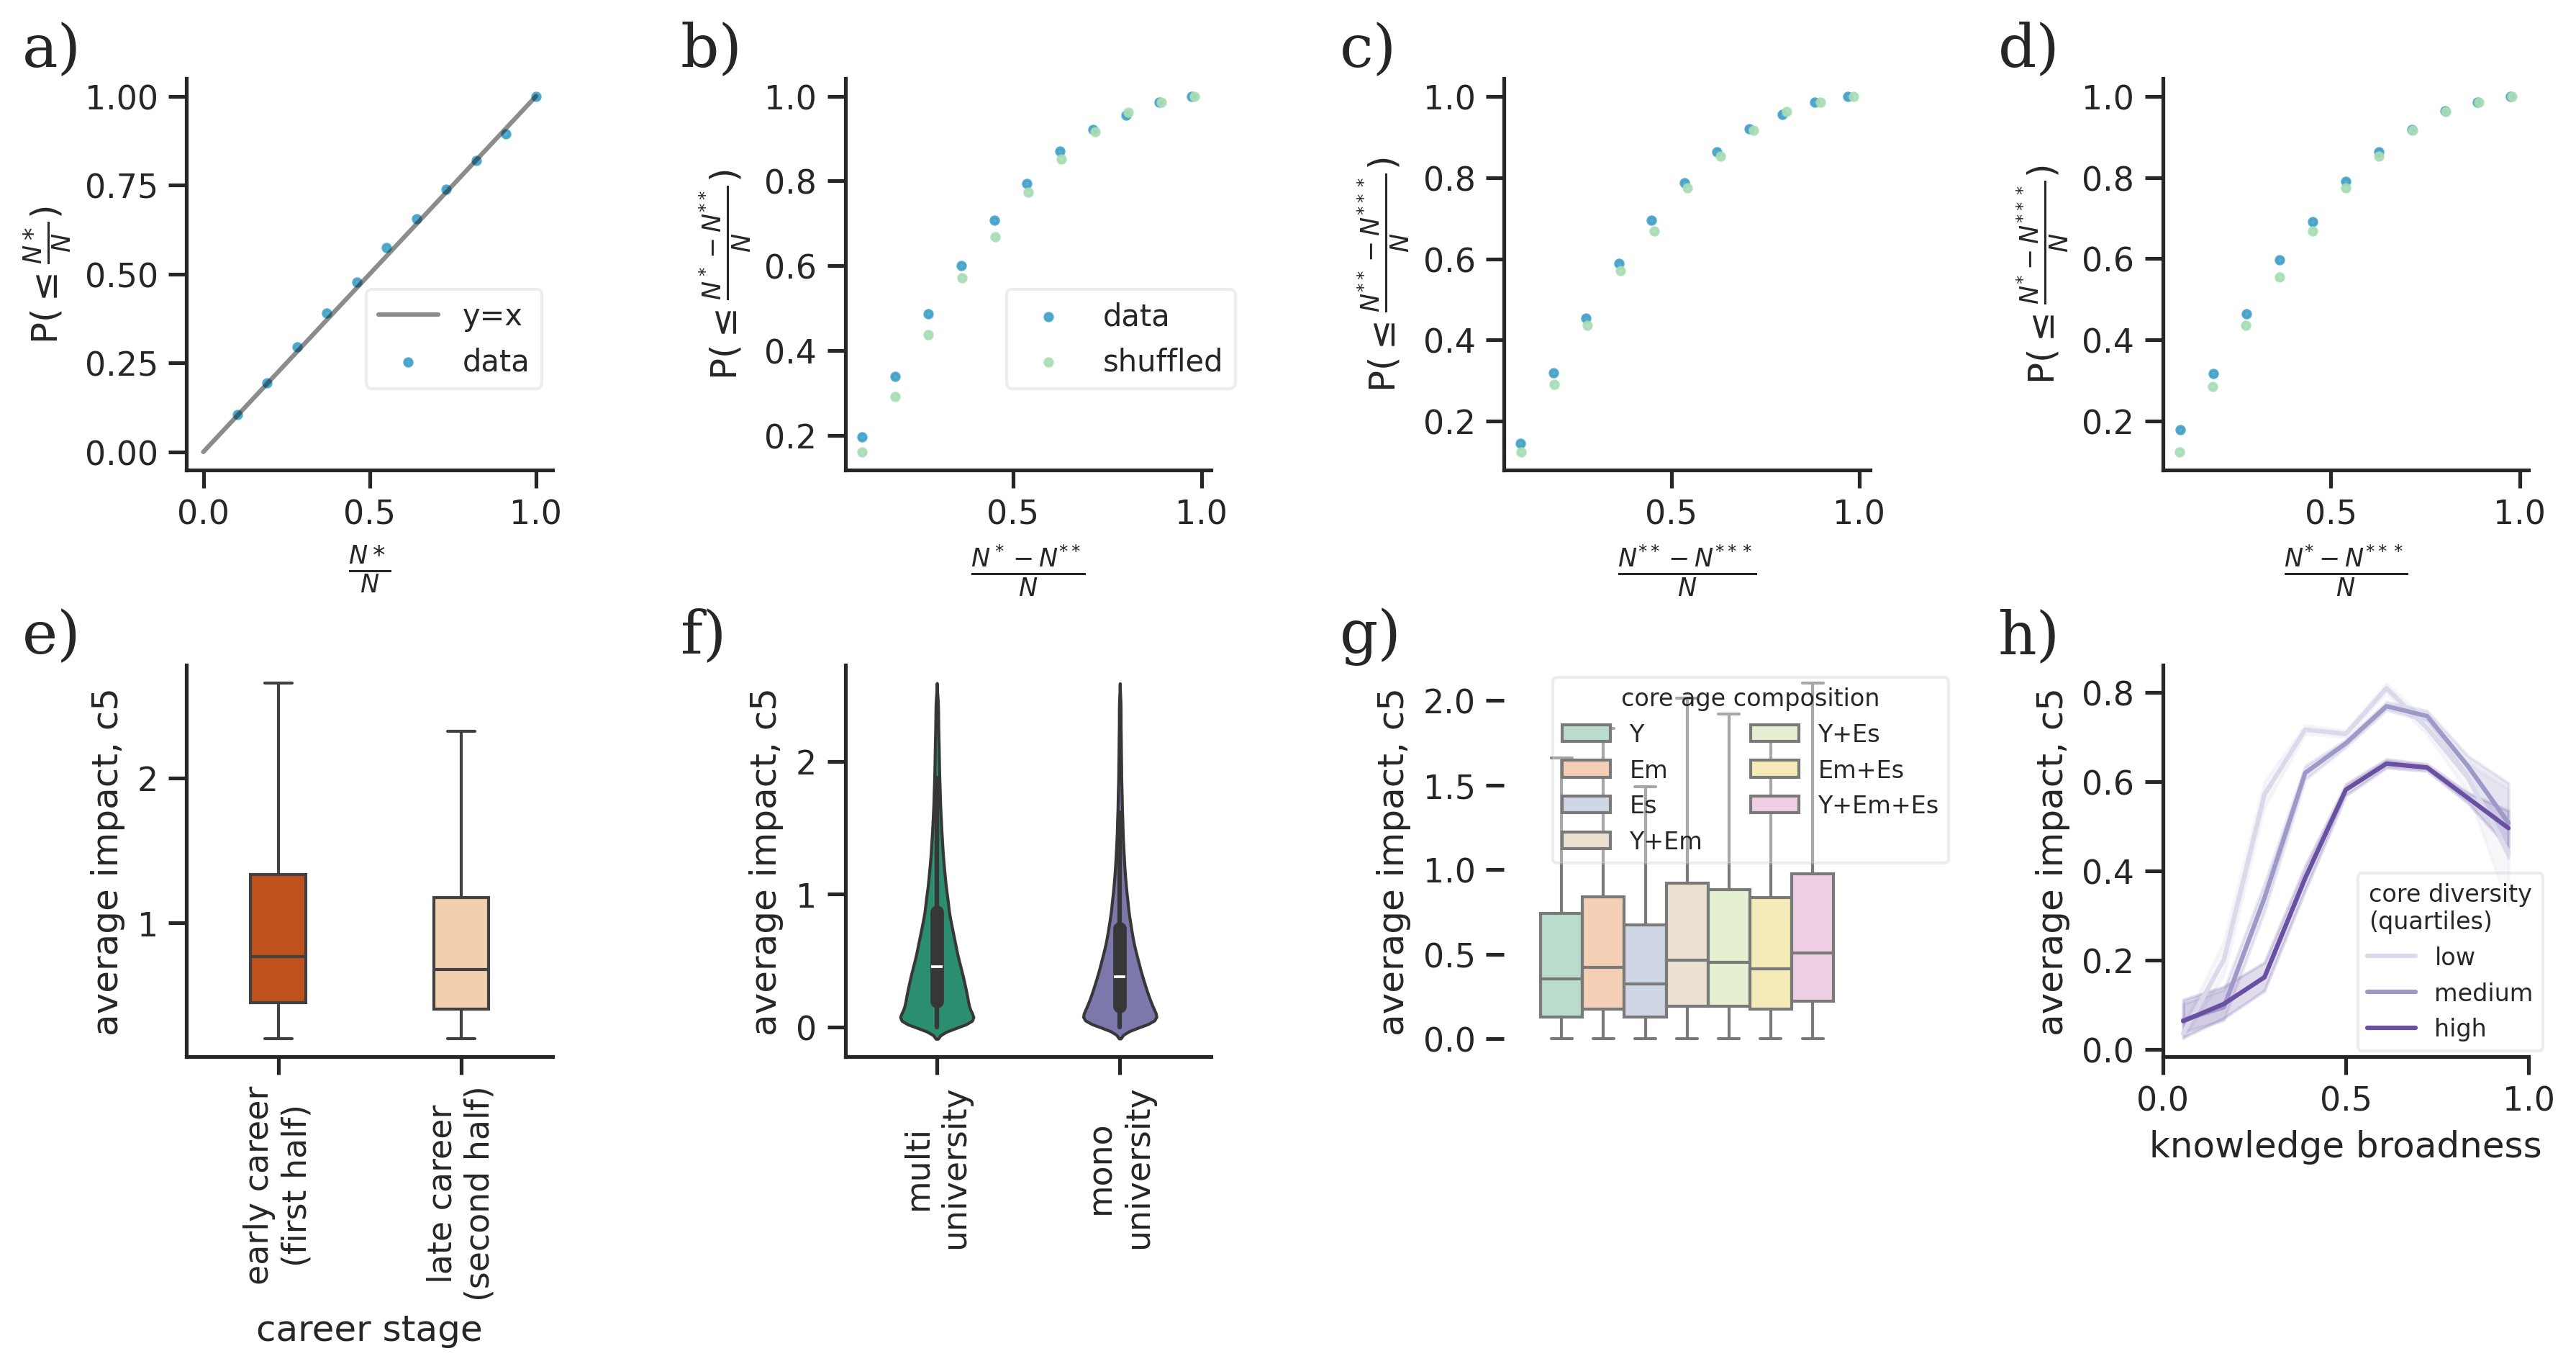 a)
P( ≤ N*/N )
1.00
0.75
0.50
0.25
0.00
y=x
data
0.0 0.5 1.0
N*/N
b)
P( ≤ N* − N**/N )
1.0
0.8
0.6
0.4
0.2
data
shuffled
0.5 1.0
N* − N**/N
c)
P( ≤ N** − N***/N )
1.0
0.8
0.6
0.4
0.2
0.5 1.0
N** − N***/N
d)
P( ≤ N* − N***/N )
1.0
0.8
0.6
0.4
0.2
0.5 1.0
N* − N***/N
e)
average impact, c5
2
1
early career
(first half)
late career
(second half)
career stage
f)
average impact, c5
2
1
0
multi
university
mono
university
g)
average impact, c5
2.0
1.5
1.0
0.5
0.0
core age composition
Y
Em
Es
Y+Em
Y+Es
Em+Es
Y+Em+Es
h)
average impact, c5
0.8
0.6
0.4
0.2
0.0
core diversity
(quartiles)
low
medium
high
0.0 0.5 1.0
knowledge broadness